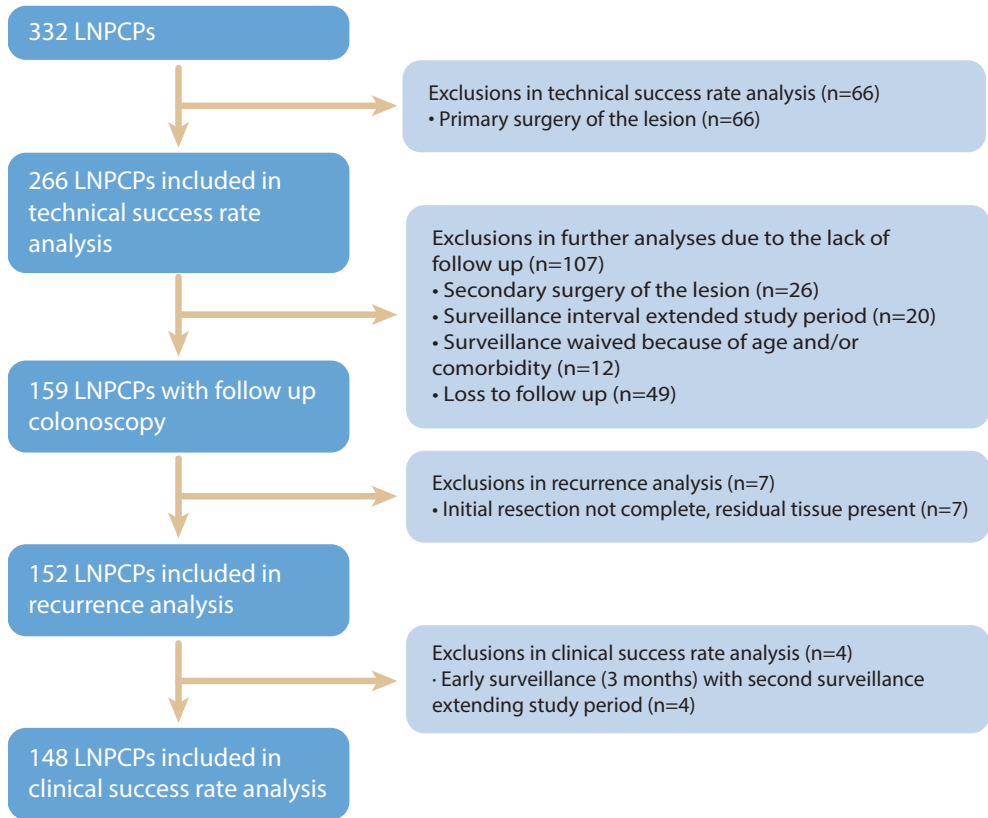 332 LNPCPs
Exclusions in technical success rate analysis (n=66)
• Primary surgery of the lesion (n=66)
266 LNPCPs included in
technical success rate
analysis
Exclusions in further analyses due to the lack of
follow up (n=107)
• Secondary surgery of the lesion (n=26)
• Surveillance interval extended study period (n=20)
• Surveillance waived because of age and/or
comorbidity (n=12)
• Loss to follow up (n=49)
159 LNPCPs with follow up
colonoscopy
Exclusions in recurrence analysis (n=7)
• Initial resection not complete, residual tissue present (n=7)
152 LNPCPs included in
recurrence analysis
Exclusions in clinical success rate analysis (n=4)
· Early surveillance (3 months) with second surveillance
extending study period (n=4)
148 LNPCPs included in
clinical success rate analysis